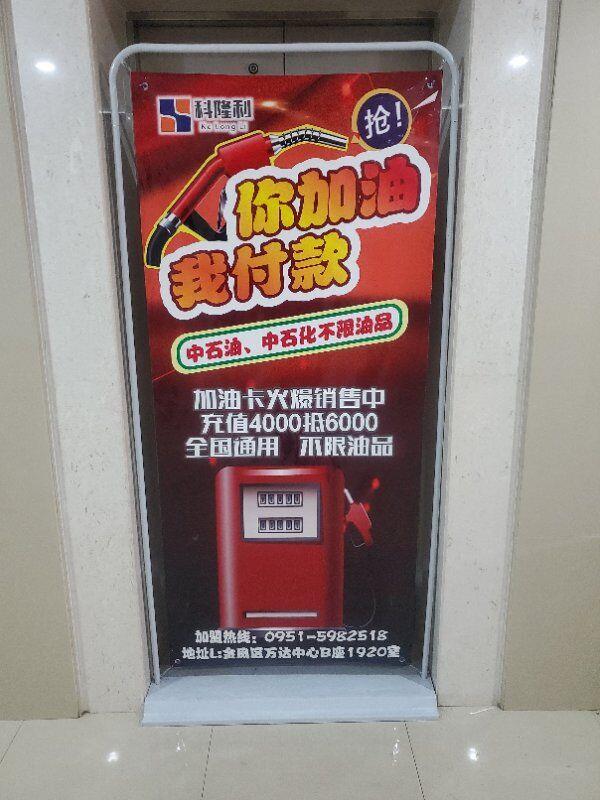 科隆利
Ke Long Li
抢!
你加油
我付款
中石油、中石化不限油品
加油卡火爆销售中
充值4000抵6000
全国通用 不限油品
00000
00000
加盟热线：0951-5982518
地址L:金凤区万达中心B座1920室